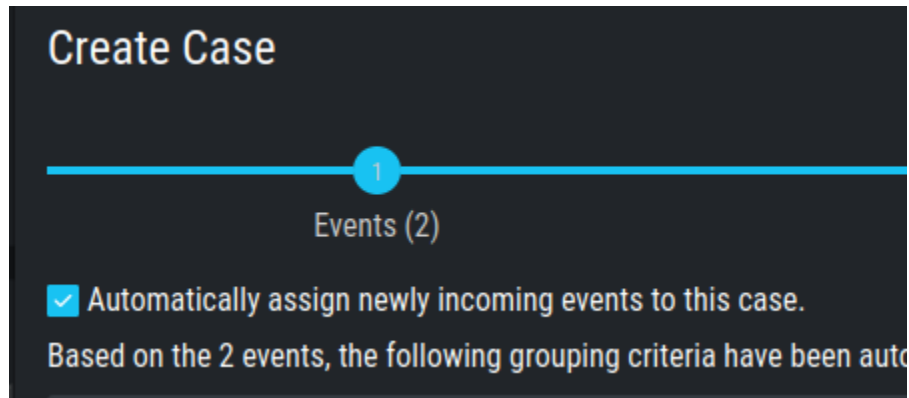 Create Case
1
Events (2)
Automatically assign newly incoming events to this case.
Based on the 2 events, the following grouping criteria have been